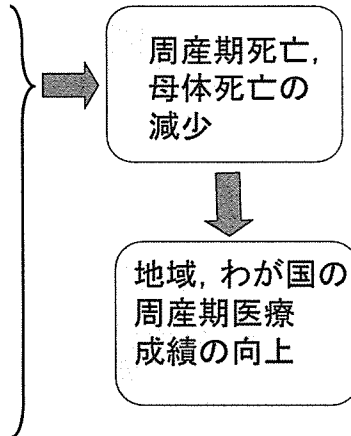 周産期死亡,
母体死亡の
減少
地域, わが国の
周産期医療
成績の向上